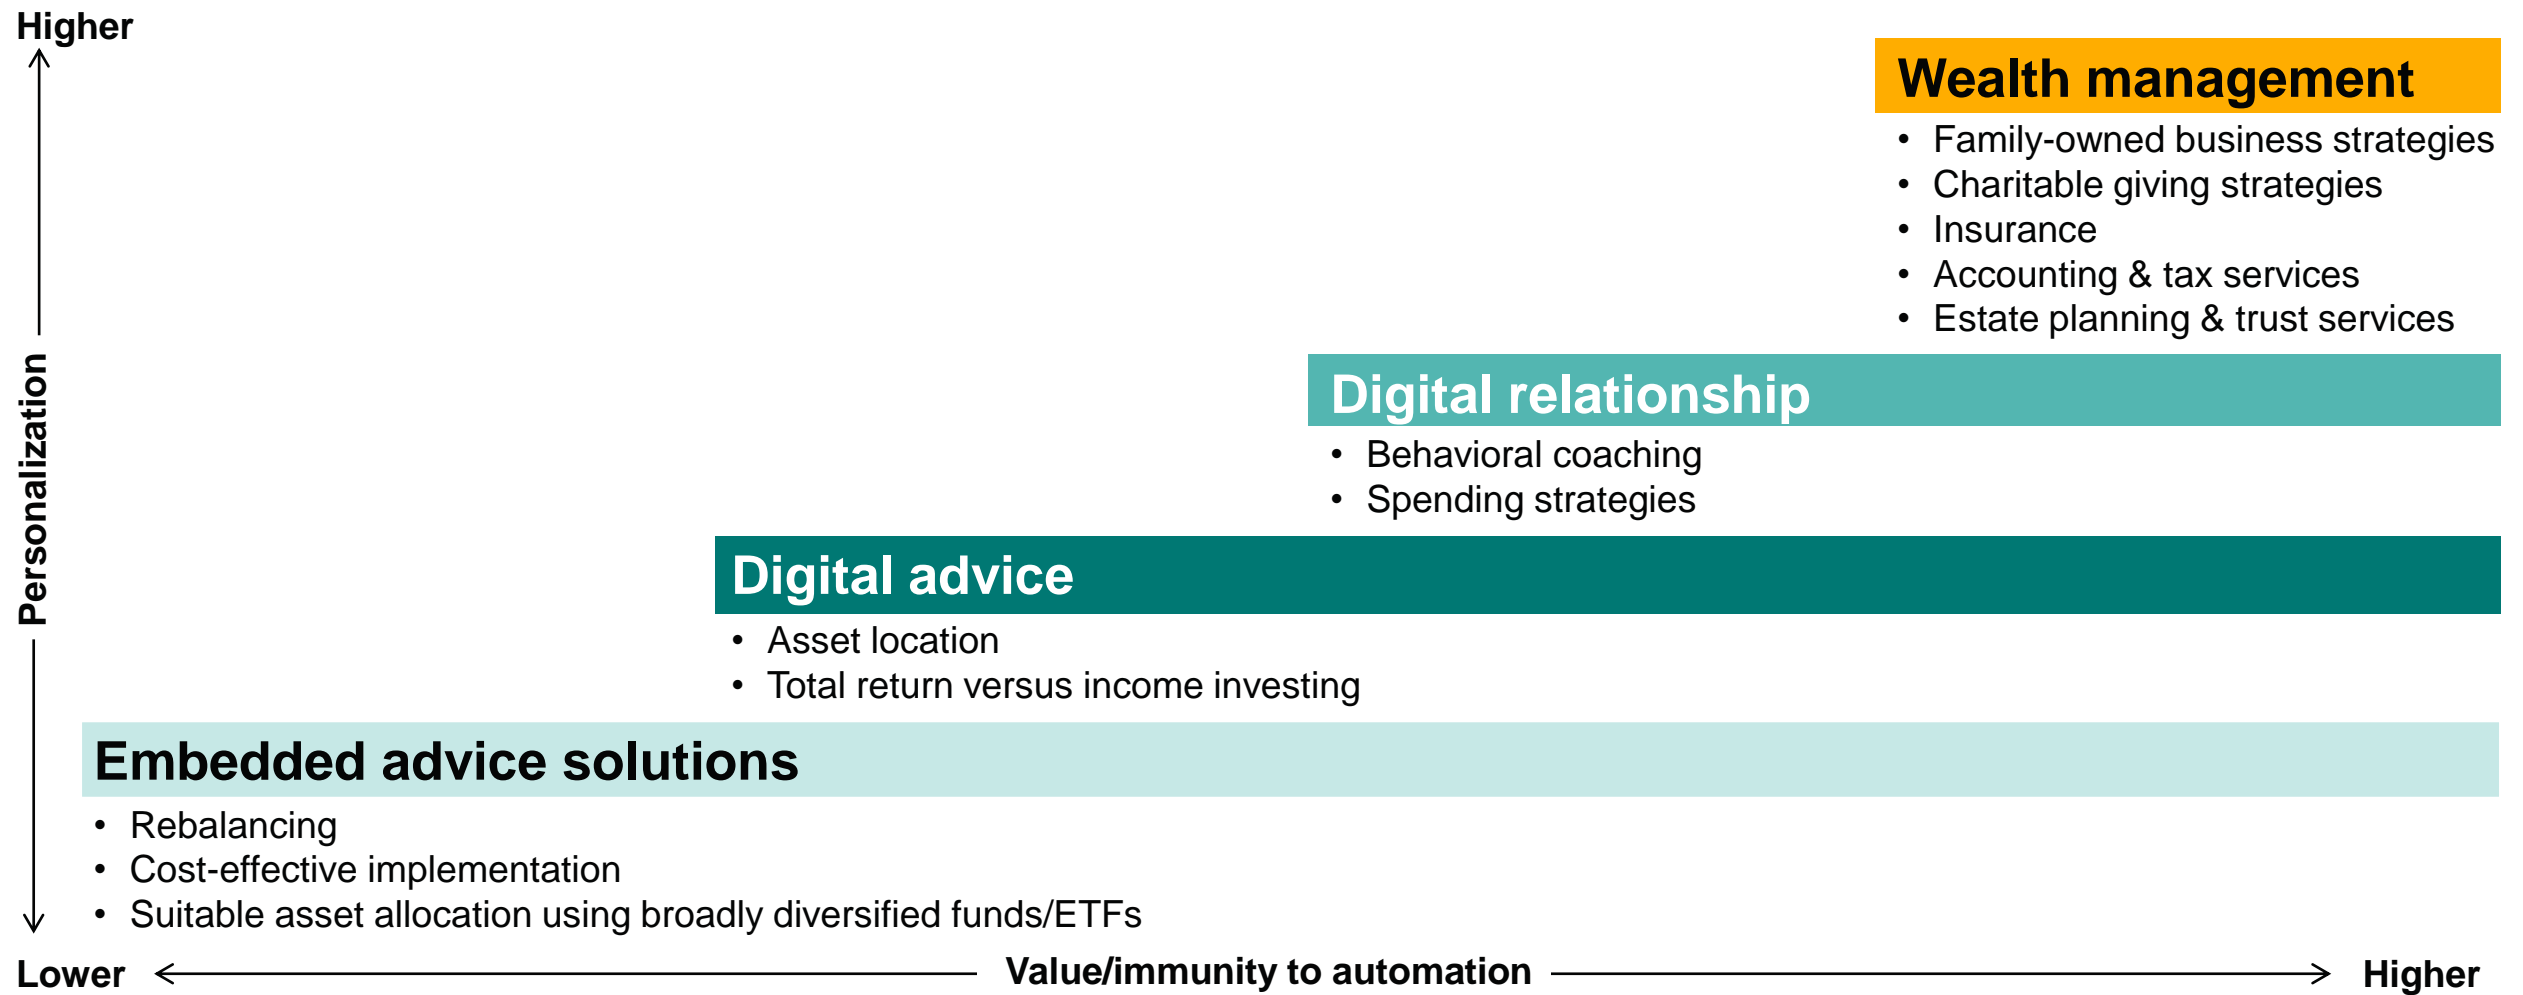 Higher
Wealth management
• Family-owned business strategies
• Charitable giving strategies
• Insurance
• Accounting & tax services
• Estate planning & trust services
Personalization
Digital relationship
• Behavioral coaching
• Spending strategies
Digital advice
• Asset location
• Total return versus income investing
Embedded advice solutions
• Rebalancing
• Cost-effective implementation
• Suitable asset allocation using broadly diversified funds/ETFs
Lower
Value/immunity to automation
Higher